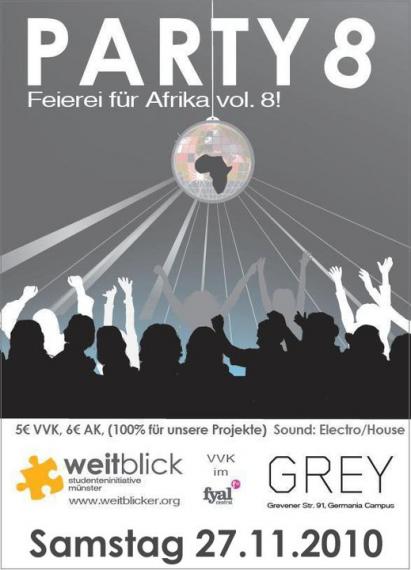 PARTY 8
Feierei für Afrika vol. 8!
5€ VVK, 6€ AK, (100% für unsere Projekte) Sound: Electro/House
weitblick
studenteninitiative
münster
www.weitblicker.org
VVK
im
fyal
central
GREY
Grevener Str. 91, Germania Campus
Samstag 27.11.2010